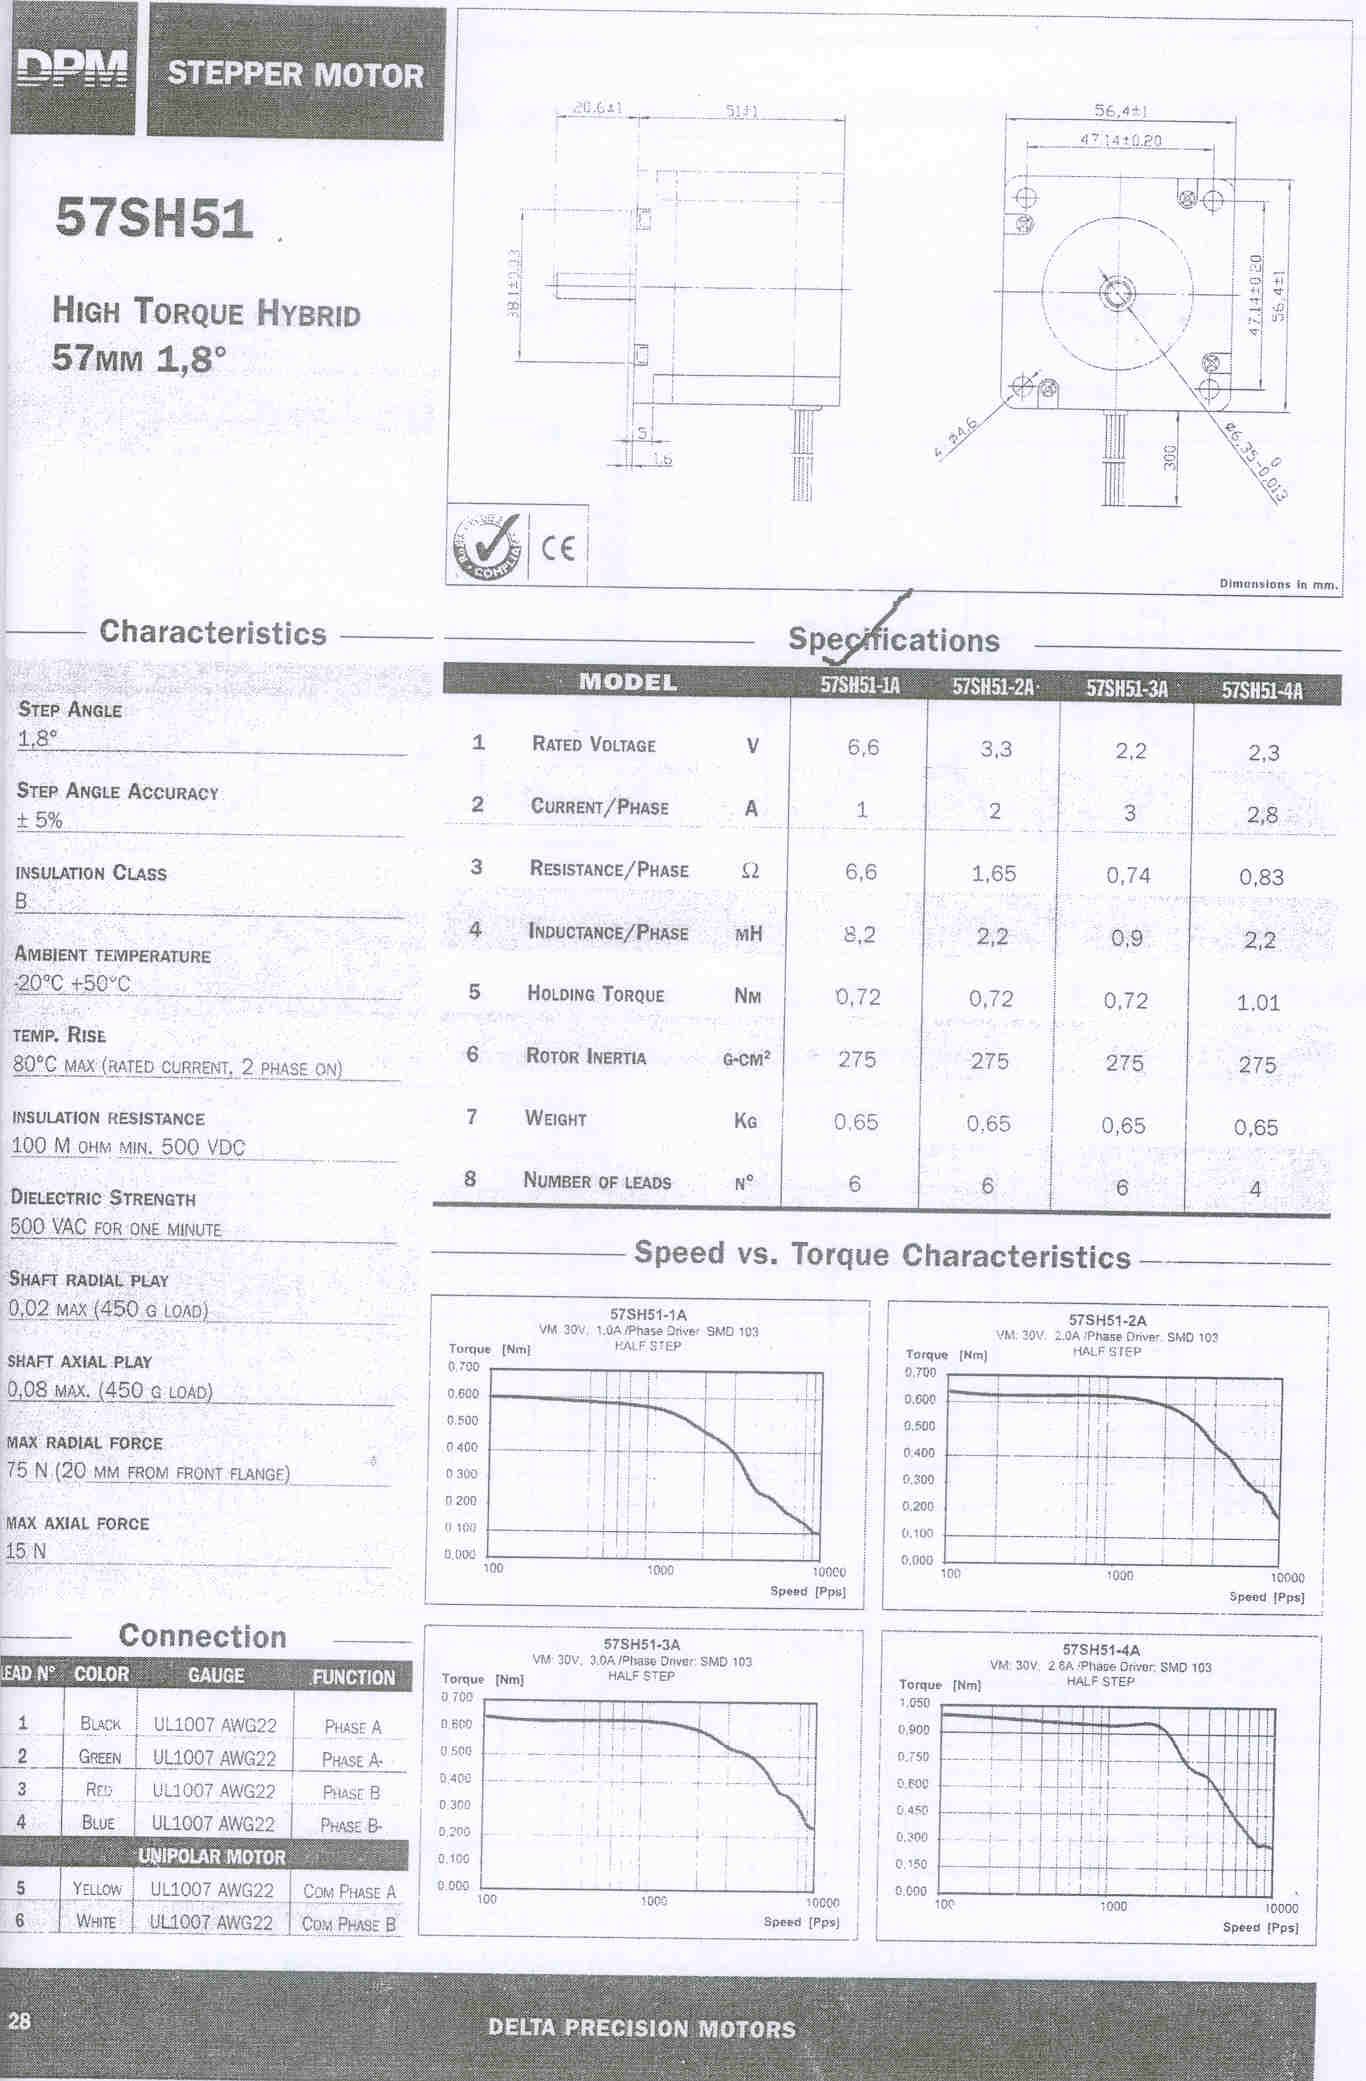 DPM
STEPPER MOTOR
57SH51
HIGH TORQUE HYBRID
57MM 1,8°
20.6±1
51±1
38.1±0.03
5
1.6
56.4±1
47.14±0.20
47.14±0.20
56.4±1
4 Ø4.6
300
Ø6.35 0 -0.013
COMPLIA
CE
Dimensions in mm.
Characteristics
STEP ANGLE
1,8°
STEP ANGLE ACCURACY
± 5%
INSULATION CLASS
B
AMBIENT TEMPERATURE
-20°C +50°C
TEMP. RISE
80°C MAX (RATED CURRENT, 2 PHASE ON)
INSULATION RESISTANCE
100 M OHM MIN. 500 VDC
DIELECTRIC STRENGTH
500 VAC FOR ONE MINUTE
SHAFT RADIAL PLAY
0,02 MAX (450 G LOAD)
SHAFT AXIAL PLAY
0,08 MAX. (450 G LOAD)
MAX RADIAL FORCE
75 N (20 MM FROM FRONT FLANGE)
MAX AXIAL FORCE
15 N
Specifications
MODEL 57SH51-1A 57SH51-2A 57SH51-3A 57SH51-4A
1 RATED VOLTAGE V 6,6 3,3 2,2 2,3
2 CURRENT/PHASE A 1 2 3 2,8
3 RESISTANCE/PHASE Ω 6,6 1,65 0,74 0,83
4 INDUCTANCE/PHASE MH 8,2 2,2 0,9 2,2
5 HOLDING TORQUE NM 0,72 0,72 0,72 1.01
6 ROTOR INERTIA G-CM² 275 275 275 275
7 WEIGHT KG 0,65 0,65 0,65 0,65
8 NUMBER OF LEADS N° 6 6 6 4
Speed vs. Torque Characteristics
57SH51-1A
VM 30V, 1.0A /Phase Driver SMD 103
HALF STEP
Torque [Nm]
0.700
0.600
0.500
0.400
0.300
0.200
0.100
0.000
100 1000 10000
Speed [Pps]
57SH51-2A
VM: 30V, 2.0A /Phase Driver: SMD 103
HALF STEP
Torque [Nm]
0,700
0,600
0,500
0,400
0,300
0,200
0,100
0,000
100 1000 10000
Speed [Pps]
57SH51-3A
VM: 30V, 3.0A /Phase Driver: SMD 103
HALF STEP
Torque [Nm]
0.700
0.600
0.500
0.400
0.300
0.200
0.100
0.000
100 1000 10000
Speed [Pps]
57SH51-4A
VM: 30V, 2.8A /Phase Driver: SMD 103
HALF STEP
Torque [Nm]
1,050
0,900
0,750
0,600
0,450
0,300
0,150
0,000
100 1000 10000
Speed [Pps]
Connection
LEAD N° COLOR GAUGE FUNCTION
1 BLACK UL1007 AWG22 PHASE A
2 GREEN UL1007 AWG22 PHASE A-
3 RED UL1007 AWG22 PHASE B
4 BLUE UL1007 AWG22 PHASE B-
UNIPOLAR MOTOR
5 YELLOW UL1007 AWG22 COM PHASE A
6 WHITE UL1007 AWG22 COM PHASE B
28
DELTA PRECISION MOTORS